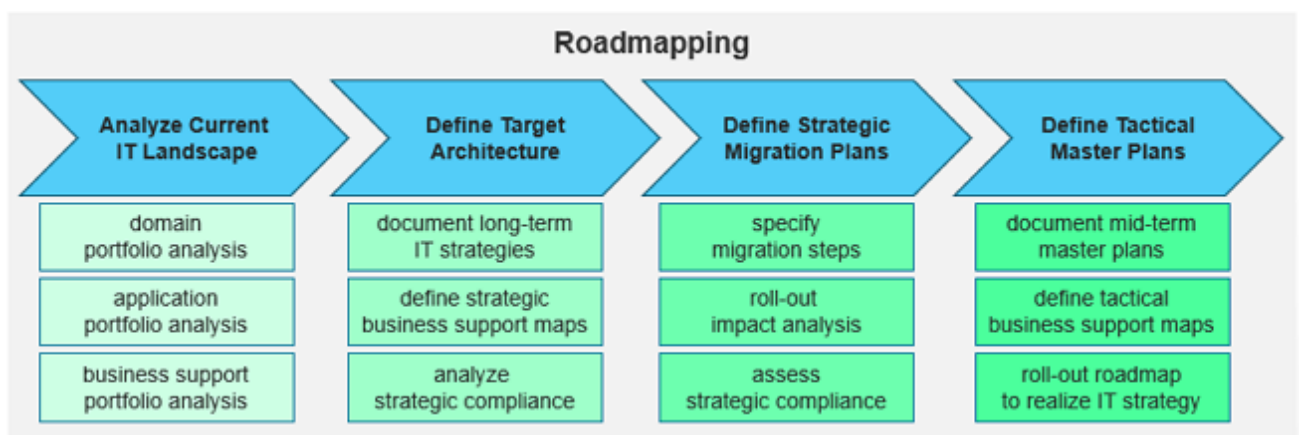 Roadmapping
Analyze Current
IT Landscape
Define Target
Architecture
Define Strategic
Migration Plans
Define Tactical
Master Plans
domain
portfolio analysis
application
portfolio analysis
business support
portfolio analysis
document long-term
IT strategies
define strategic
business support maps
analyze
strategic compliance
specify
migration steps
roll-out
impact analysis
assess
strategic compliance
document mid-term
master plans
define tactical
business support maps
roll-out roadmap
to realize IT strategy